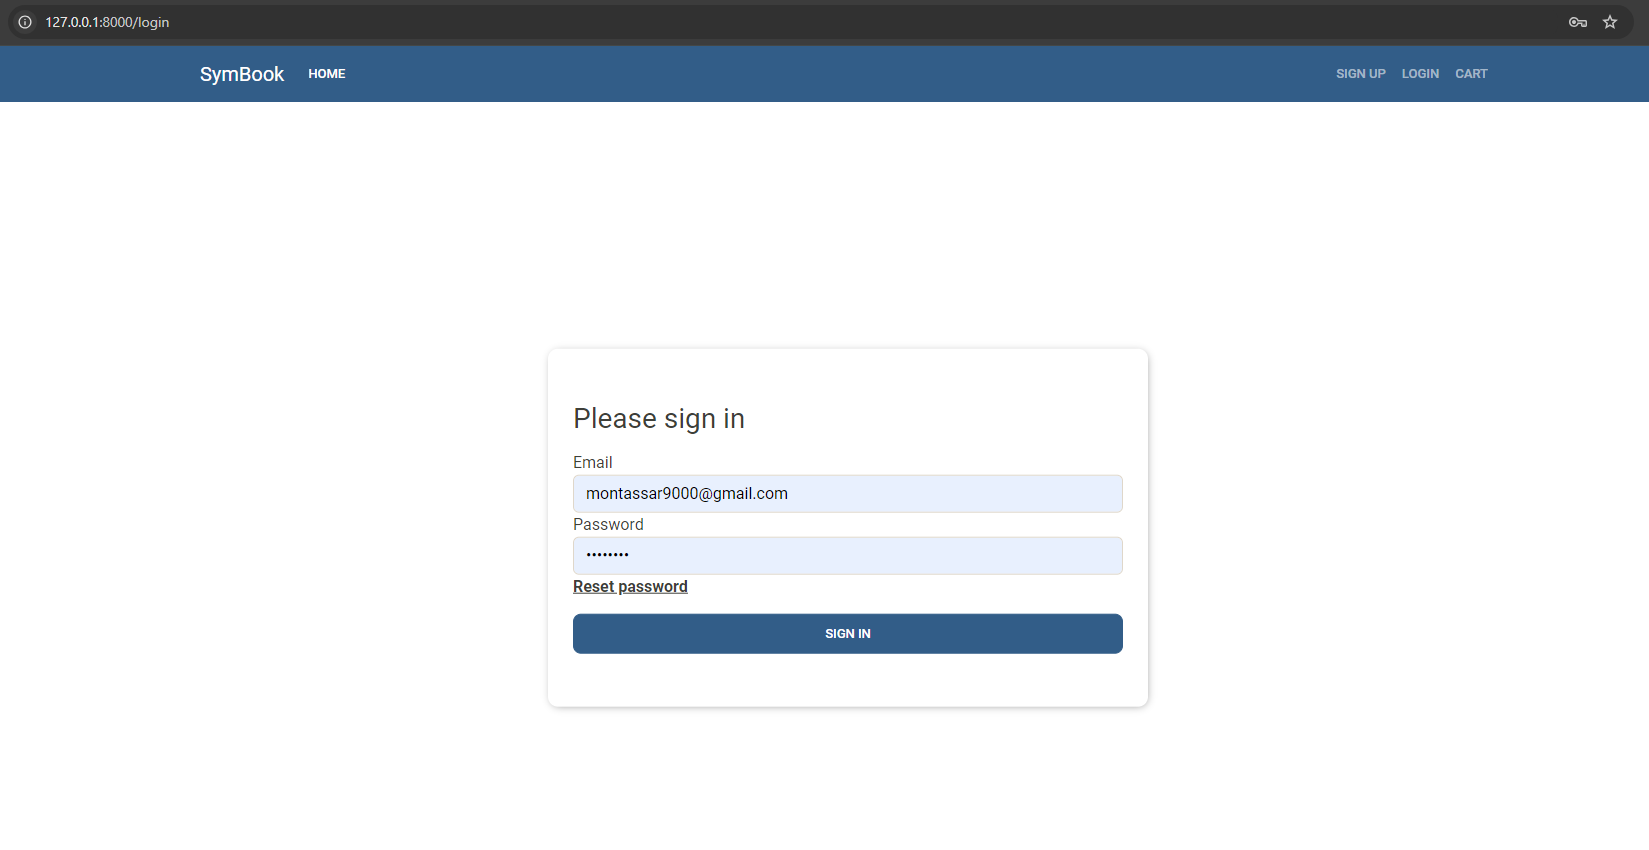 127.0.0.1:8000/login
SymBook HOME SIGN UP LOGIN CART
Please sign in
Email
montassar9000@gmail.com
Password
••••••••
Reset password
SIGN IN